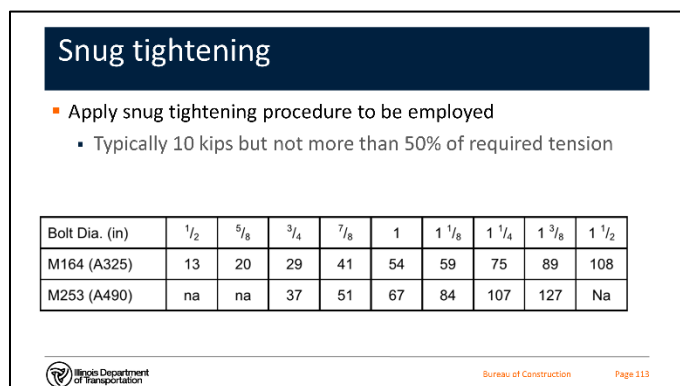 Snug tightening
▪ Apply snug tightening procedure to be employed
▪ Typically 10 kips but not more than 50% of required tension
Bolt Dia. (in) 1/2 5/8 3/4 7/8 1 1 1/8 1 1/4 1 3/8 1 1/2
M164 (A325) 13 20 29 41 54 59 75 89 108
M253 (A490) na na 37 51 67 84 107 127 Na
Illinois Department
of Transportation
Bureau of Construction Page 113